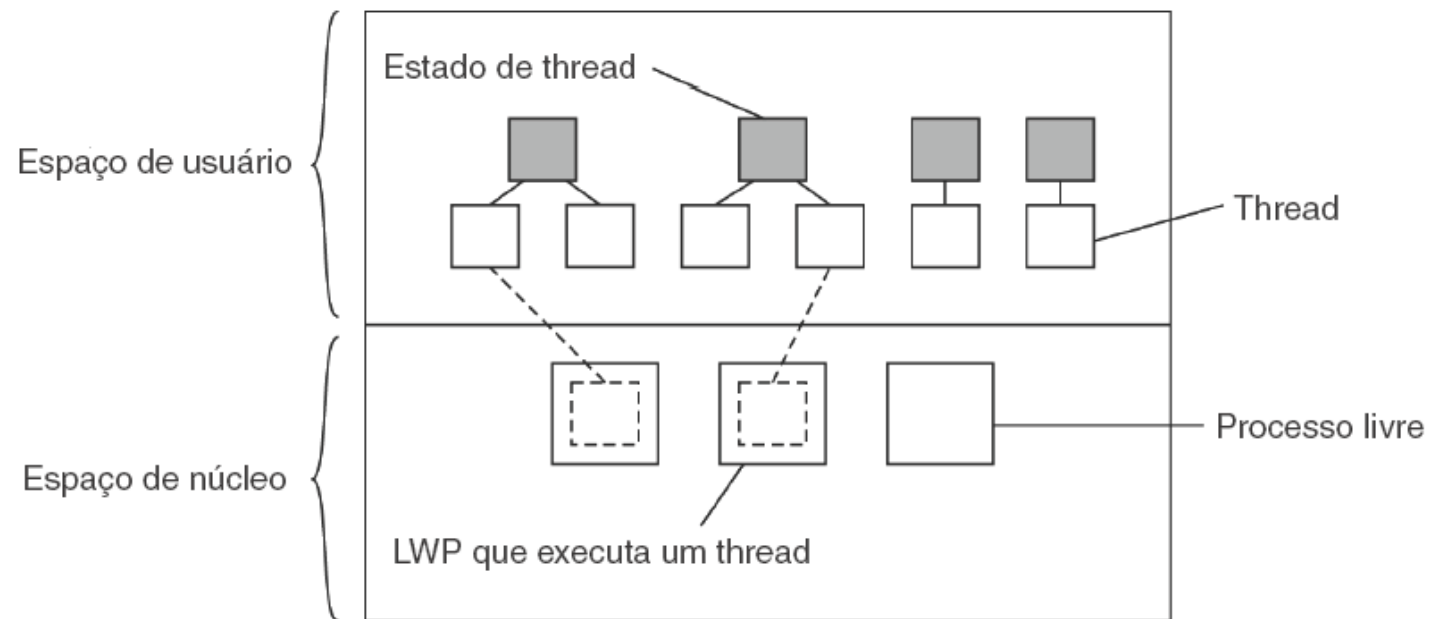 Estado de thread
Espaço de usuário
Thread
Processo livre
Espaço de núcleo
LWP que executa um thread